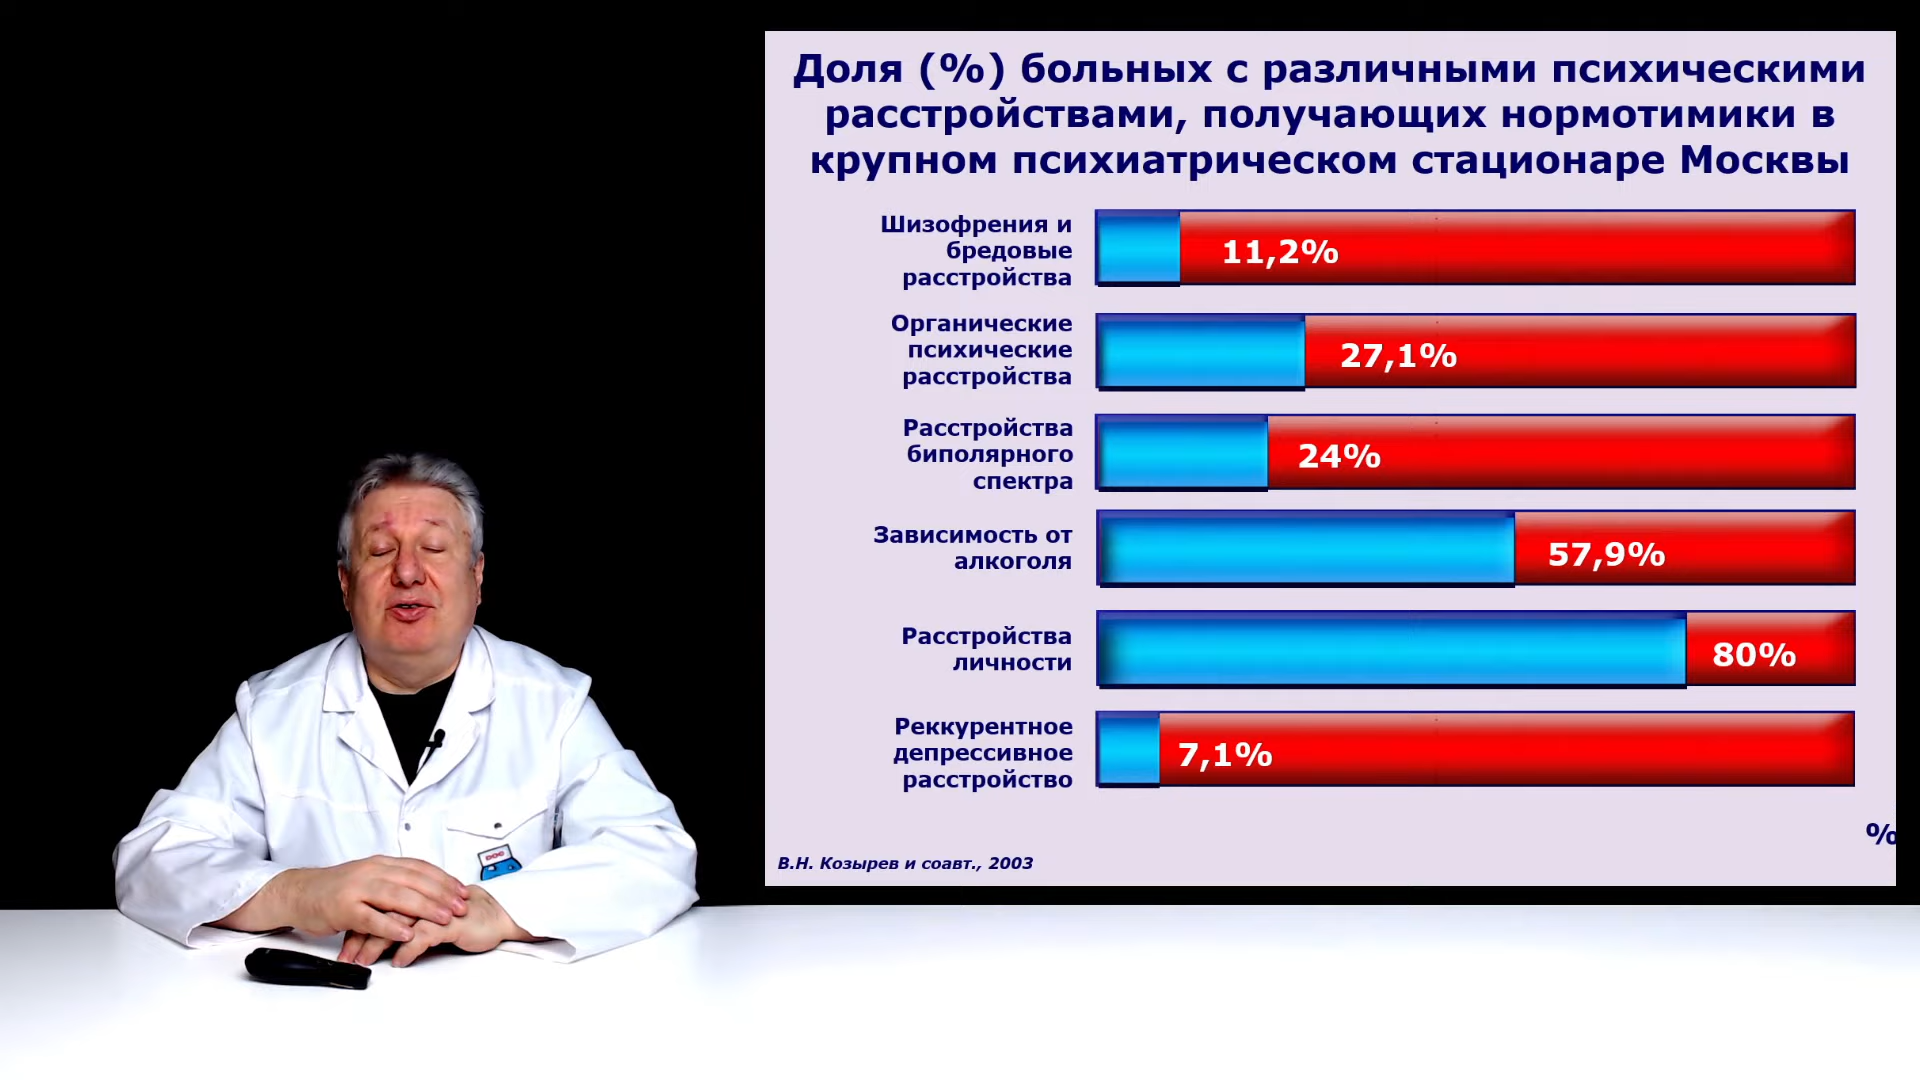 Доля (%) больных с различными психическими
расстройствами, получающих нормотимики в
крупном психиатрическом стационаре Москвы
Шизофрения и
бредовые
расстройства
11,2%
Органические
психические
расстройства
27,1%
Расстройства
биполярного
спектра
24%
Зависимость от
алкоголя
57,9%
Расстройства
личности
80%
Реккурентное
депрессивное
расстройство
7,1%
%
В.Н. Козырев и соавт., 2003